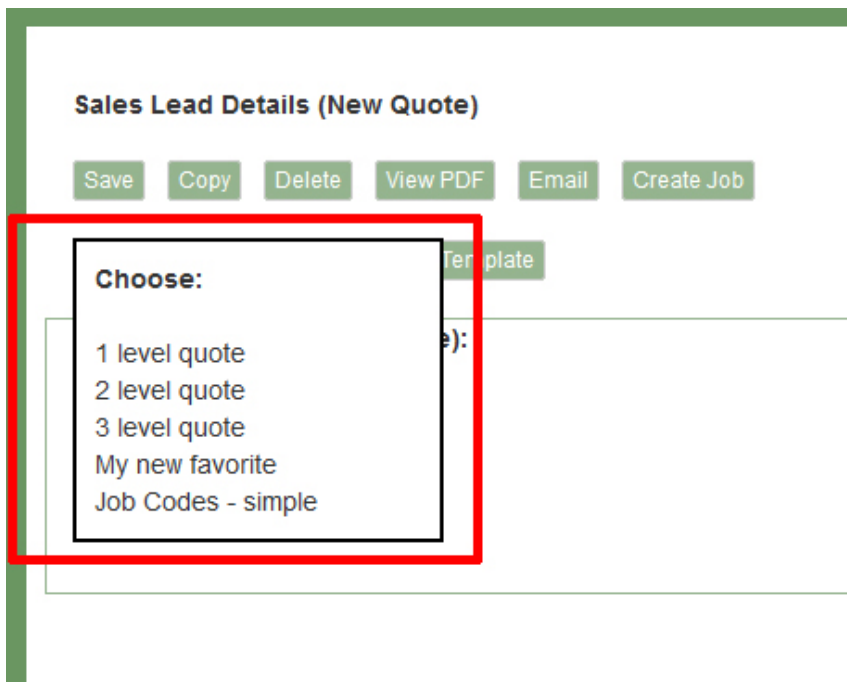 Sales Lead Details (New Quote)
Save Copy Delete View PDF Email Create Job
Template
Choose:
e):
1 level quote
2 level quote
3 level quote
My new favorite
Job Codes - simple